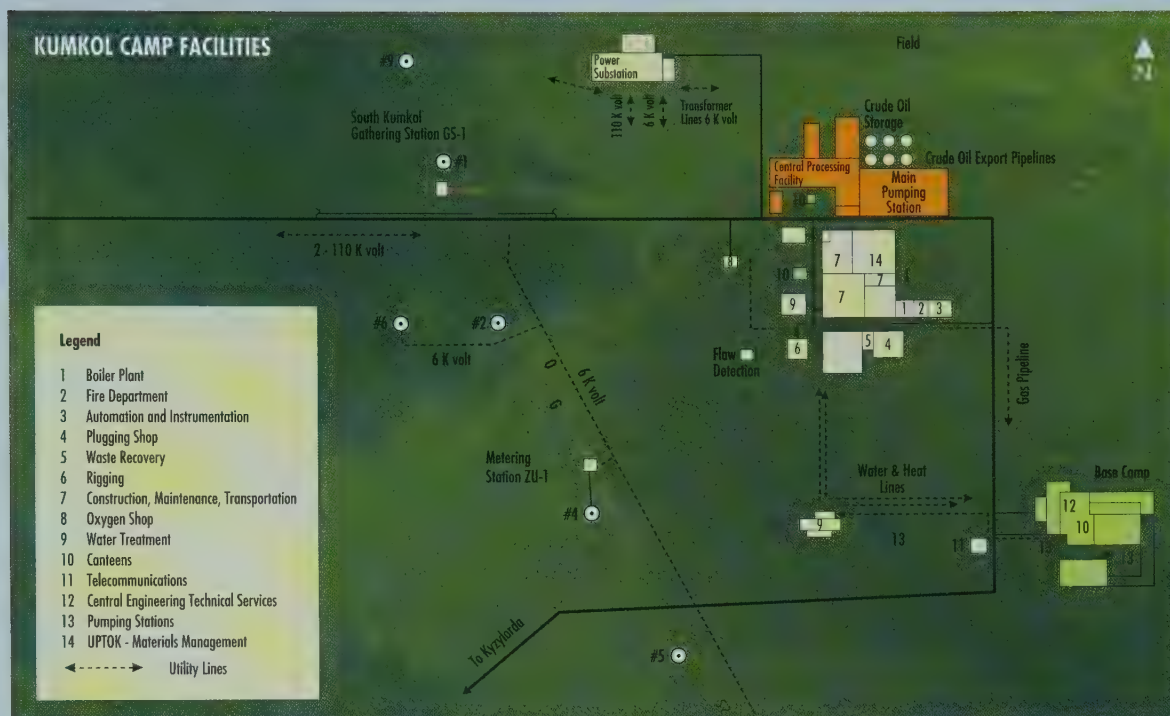 KUMKOL CAMP FACILITIES
#9
Power
Substation
Field
South Kumkol
Gathering Station GS-1
110 K volt
6 K volt
Transformer
Lines 6 K volt
Crude Oil
Storage
Crude Oil Export Pipelines
#1
Central Processing
Facility
10
Main
Pumping
Station
2 - 110 K volt
8
7
14
10
7
7
9
1
2
3
#6
#2
6 K volt
6
5
4
Flaw
Detection
6 K volt
O
G
Gas Pipeline
Metering
Station ZU-1
#4
Water & Heat
Lines
Base Camp
12
10
9
13
11
13
13
To Kyzylorda
#5
Legend
1 Boiler Plant
2 Fire Department
3 Automation and Instrumentation
4 Plugging Shop
5 Waste Recovery
6 Rigging
7 Construction, Maintenance, Transportation
8 Oxygen Shop
9 Water Treatment
10 Canteens
11 Telecommunications
12 Central Engineering Technical Services
13 Pumping Stations
14 UPTOK - Materials Management
Utility Lines